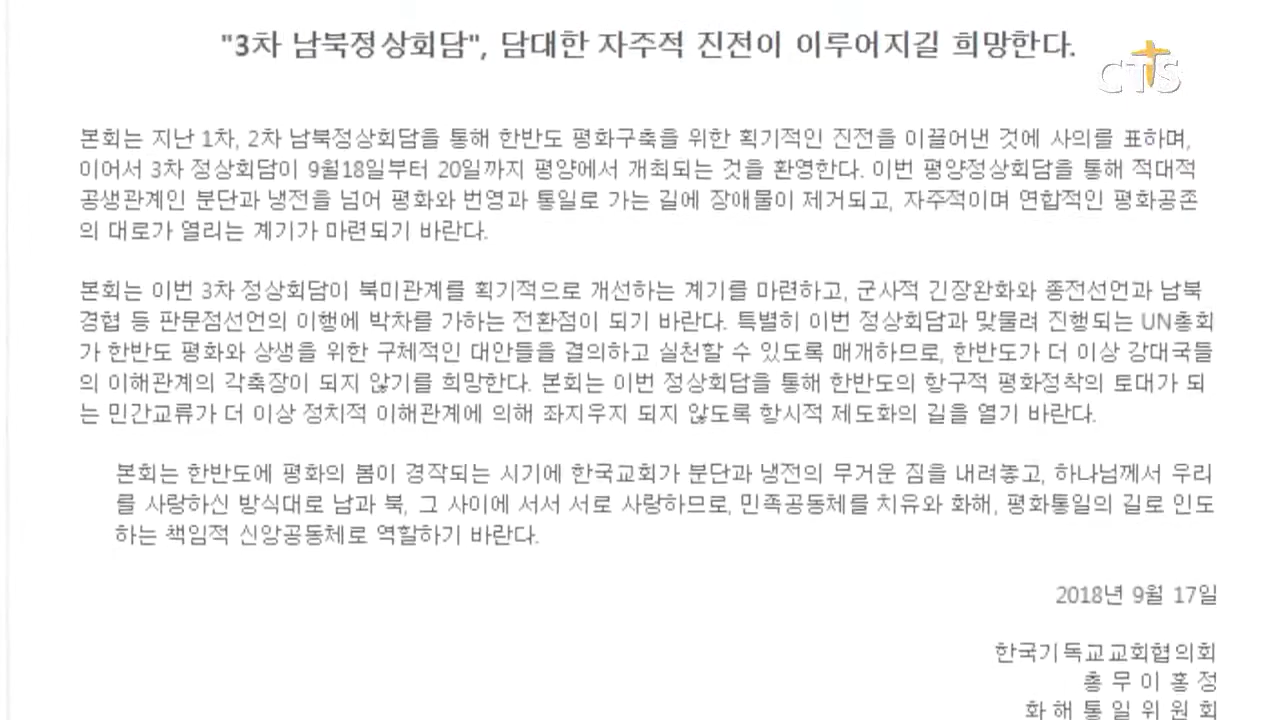 "3차 남북정상회담", 담대한 자주적 진전이 이루어지길 희망한다.
CTS
본회는 지난 1차, 2차 남북정상회담을 통해 한반도 평화구축을 위한 획기적인 진전을 이끌어낸 것에 사의를 표하며,
이어서 3차 정상회담이 9월18일부터 20일까지 평양에서 개최되는 것을 환영한다. 이번 평양정상회담을 통해 적대적
공생관계인 분단과 냉전을 넘어 평화와 번영과 통일로 가는 길에 장애물이 제거되고, 자주적이며 연합적인 평화공존
의 대로가 열리는 계기가 마련되기 바란다.
본회는 이번 3차 정상회담이 북미관계를 획기적으로 개선하는 계기를 마련하고, 군사적 긴장완화와 종전선언과 남북
경협 등 판문점선언의 이행에 박차를 가하는 전환점이 되기 바란다. 특별히 이번 정상회담과 맞물려 진행되는 UN총회
가 한반도 평화와 상생을 위한 구체적인 대안들을 결의하고 실천할 수 있도록 매개하므로, 한반도가 더 이상 강대국들
의 이해관계의 각축장이 되지 않기를 희망한다. 본회는 이번 정상회담을 통해 한반도의 항구적 평화정착의 토대가 되
는 민간교류가 더 이상 정치적 이해관계에 의해 좌지우지 되지 않도록 항시적 제도화의 길을 열기 바란다.
본회는 한반도에 평화의 봄이 경작되는 시기에 한국교회가 분단과 냉전의 무거운 짐을 내려놓고, 하나님께서 우리
를 사랑하신 방식대로 남과 북, 그 사이에 서서 서로 사랑하므로, 민족공동체를 치유와 화해, 평화통일의 길로 인도
하는 책임적 신앙공동체로 역할하기 바란다.
2018년 9월 17일
한국기독교교회협의회
총 무 이 홍 정
화 해 통 일 위 원 회